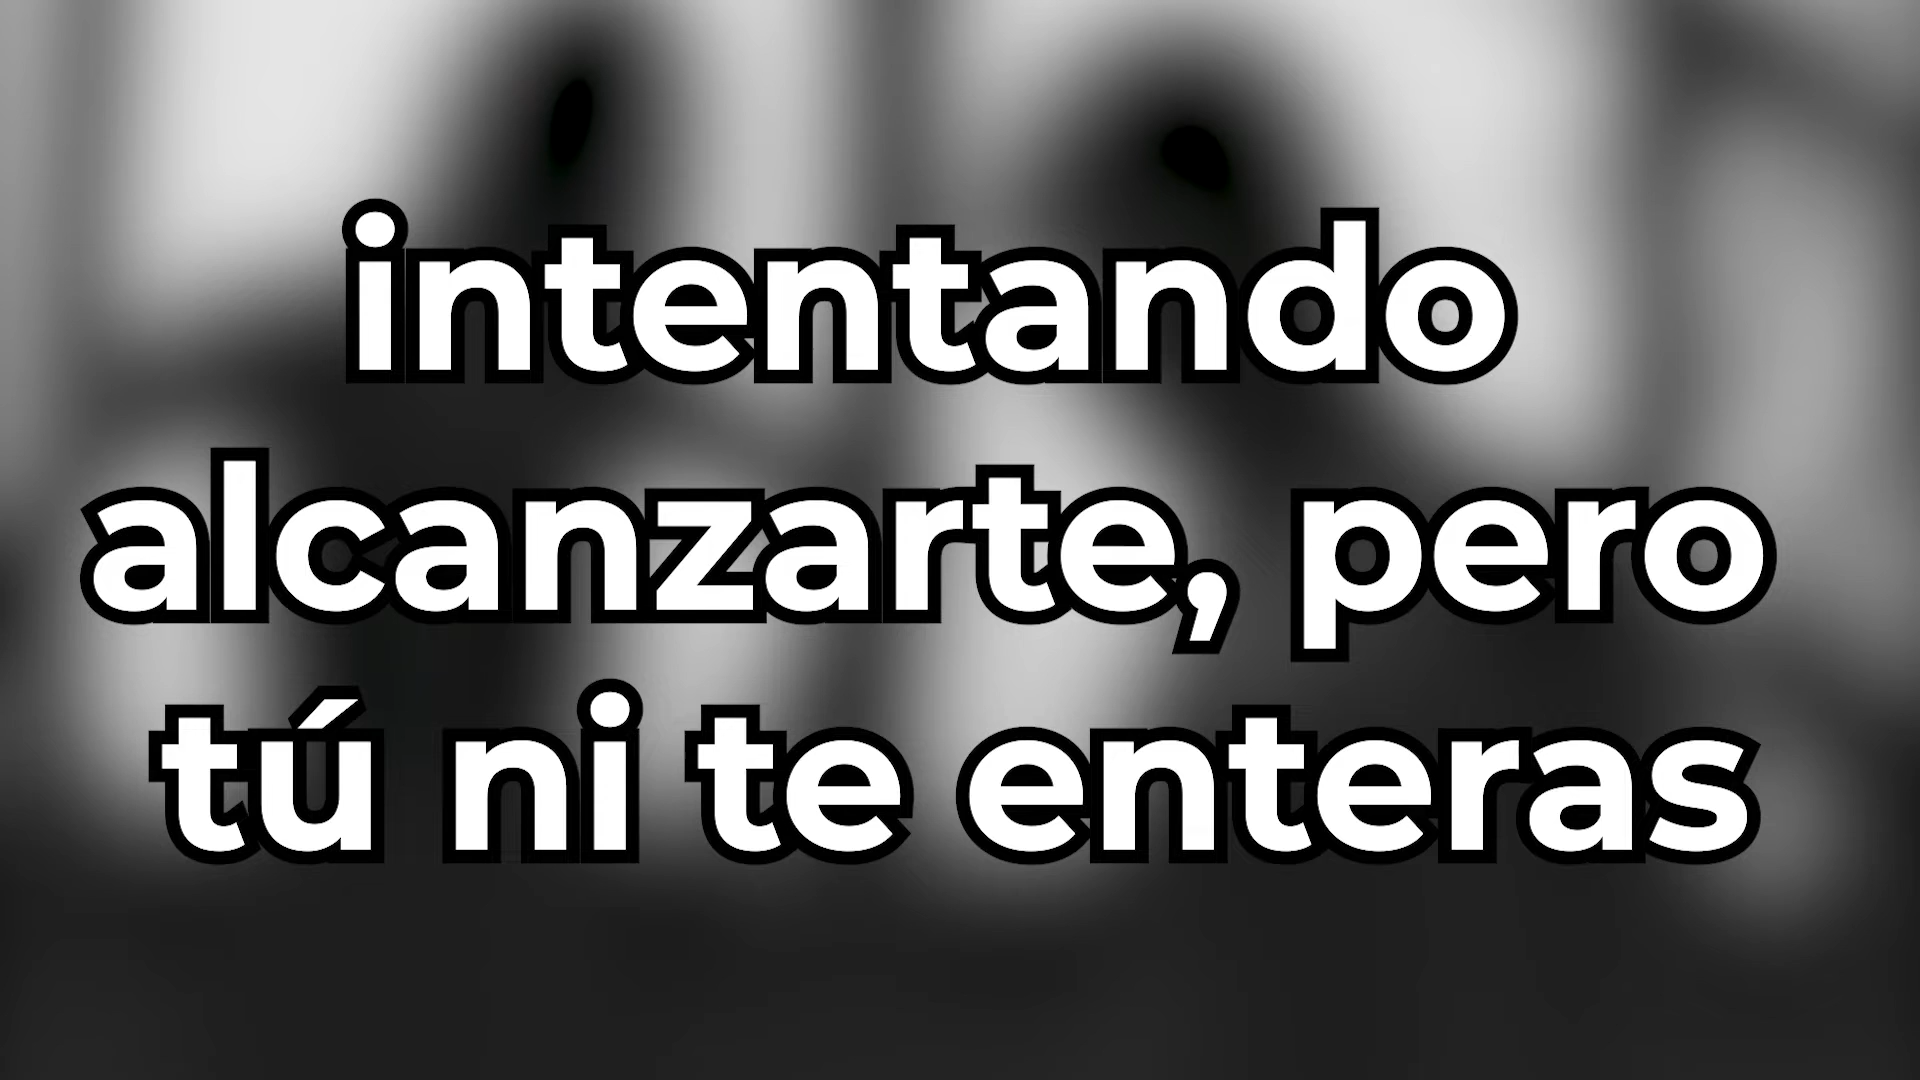 intentando
alcanzarte, pero
tú ni te enteras